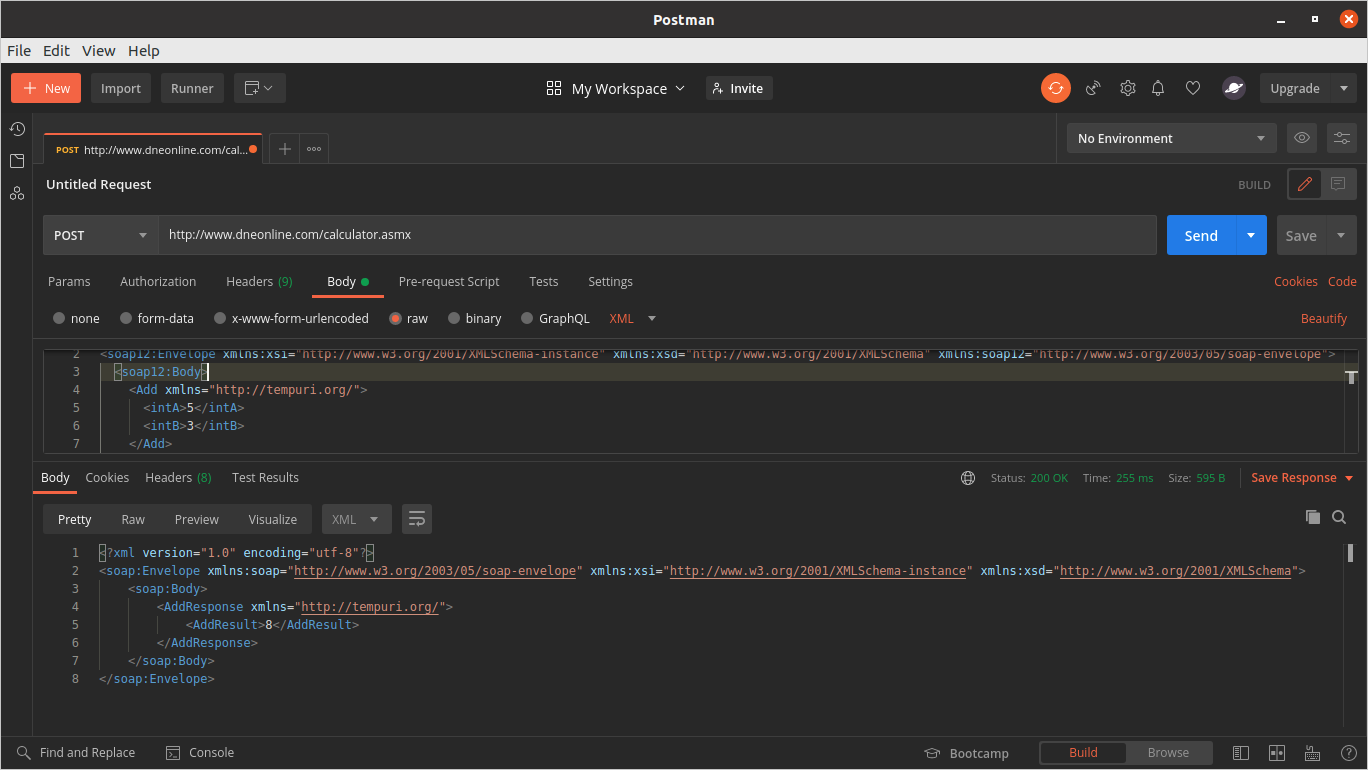 Postman
File Edit View Help
New Import Runner My Workspace Invite Upgrade
POST http://www.dneonline.com/cal... No Environment
Untitled Request BUILD
POST http://www.dneonline.com/calculator.asmx Send Save
Params Authorization Headers (9) Body Pre-request Script Tests Settings Cookies Code
none form-data x-www-form-urlencoded raw binary GraphQL XML Beautify
2 <soap12:Envelope xmlns:xsi="http://www.w3.org/2001/XMLSchema-instance" xmlns:xsd="http://www.w3.org/2001/XMLSchema" xmlns:soap12="http://www.w3.org/2003/05/soap-envelope">
3 <soap12:Body>
4 <Add xmlns="http://tempuri.org/">
5 <intA>5</intA>
6 <intB>3</intB>
7 </Add>
Body Cookies Headers (8) Test Results Status: 200 OK Time: 255 ms Size: 595 B Save Response
Pretty Raw Preview Visualize XML
1 <?xml version="1.0" encoding="utf-8"?>
2 <soap:Envelope xmlns:soap="http://www.w3.org/2003/05/soap-envelope" xmlns:xsi="http://www.w3.org/2001/XMLSchema-instance" xmlns:xsd="http://www.w3.org/2001/XMLSchema">
3 <soap:Body>
4 <AddResponse xmlns="http://tempuri.org/">
5 <AddResult>8</AddResult>
6 </AddResponse>
7 </soap:Body>
8 </soap:Envelope>
Find and Replace Console Bootcamp Build Browse